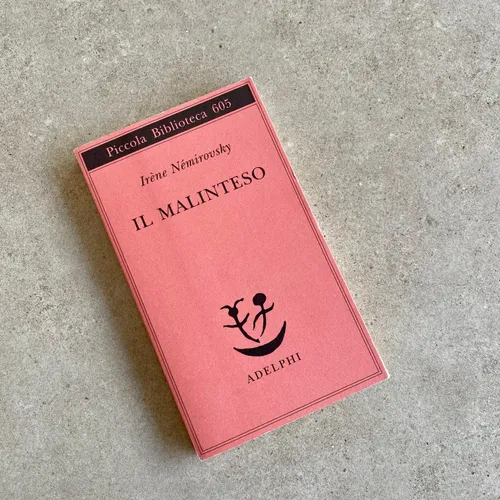 Piccola Biblioteca 605
Irène Némirovsky
IL MALINTESO
ADELPHI